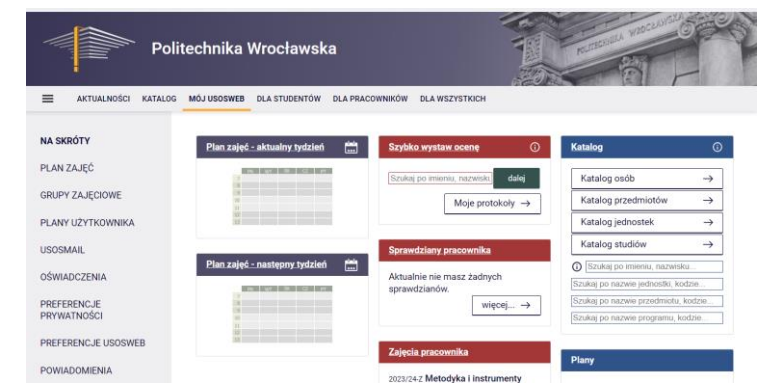 Politechnika Wrocławska
POLITECHNIKA WROCŁAWSKA
AKTUALNOŚCI KATALOG MÓJ USOSWEB DLA STUDENTÓW DLA PRACOWNIKÓW DLA WSZYSTKICH
NA SKRÓTY
PLAN ZAJĘĆ
GRUPY ZAJĘCIOWE
PLANY UŻYTKOWNIKA
USOSMAIL
OŚWIADCZENIA
PREFERENCJE
PRYWATNOŚCI
PREFERENCJE USOSWEB
POWIADOMIENIA
Plan zajęć - aktualny tydzień
Plan zajęć - następny tydzień
Szybko wystaw ocenę
Szukaj po imieniu, nazwisku dalej
Moje protokoły →
Sprawdziany pracownika
Aktualnie nie masz żadnych
sprawdzianów.
więcej... →
Zajęcia pracownika
2023/24-Z Metodyka i instrumenty
Katalog
Katalog osób →
Katalog przedmiotów →
Katalog jednostek →
Katalog studiów →
Szukaj po imieniu, nazwisku...
Szukaj po nazwie jednostki, kodzie...
Szukaj po nazwie przedmiotu, kodzie...
Szukaj po nazwie programu, kodzie...
Plany